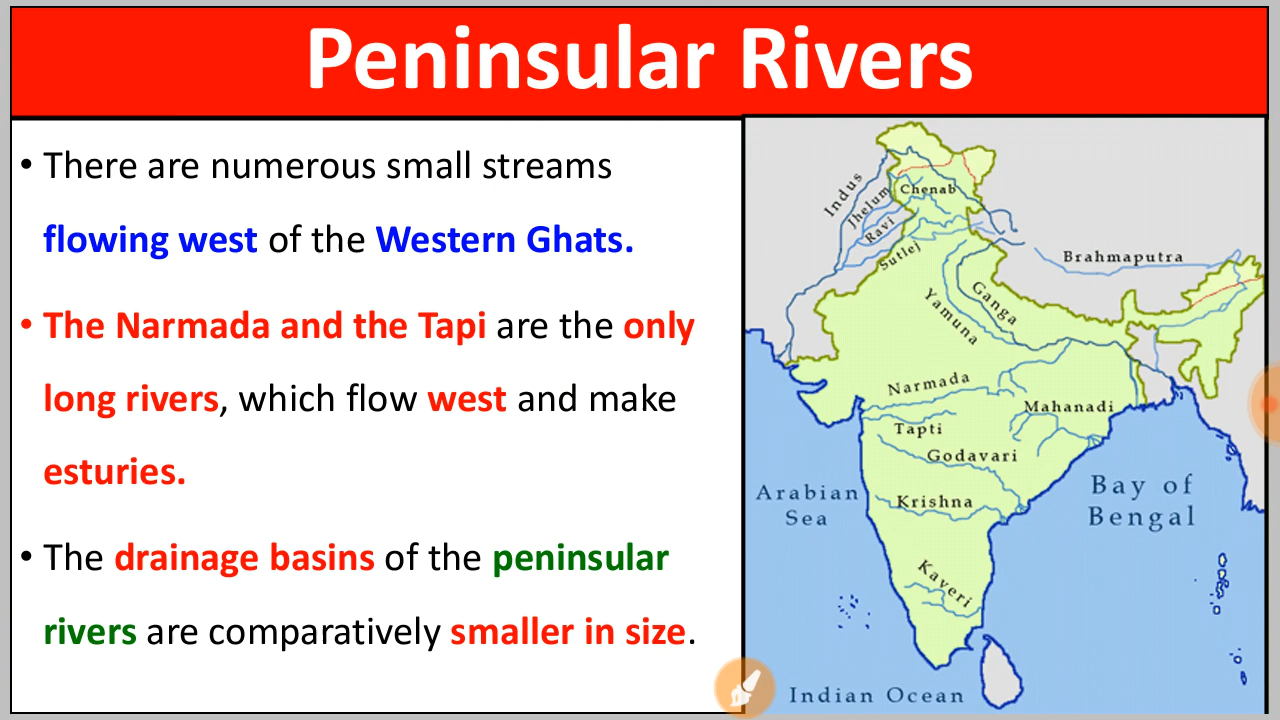 Peninsular Rivers
• There are numerous small streams
flowing west of the Western Ghats.
• The Narmada and the Tapi are the only
long rivers, which flow west and make
esturies.
• The drainage basins of the peninsular
rivers are comparatively smaller in size.
Indus
Jhelum
Chenab
Ravi
Sutlej
Brahmaputra
Ganga
Yamuna
Narmada
Mahanadi
Tapti
Godavari
Krishna
Arabian
Sea
Bay of
Bengal
Kaveri
Indian Ocean